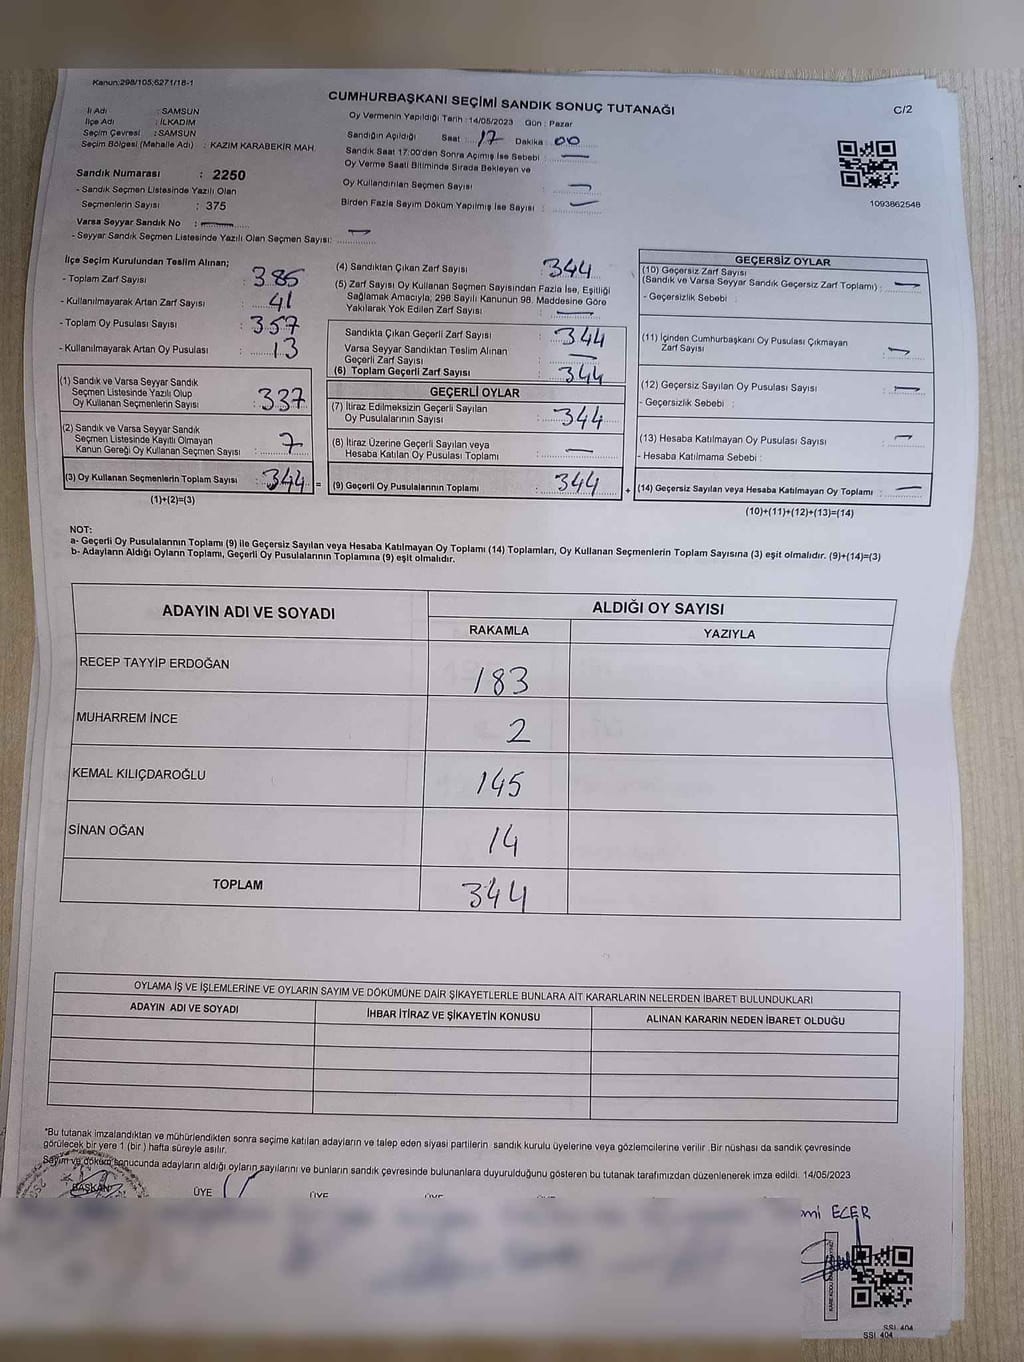 Kanun:298/105;6271/18-1
CUMHURBAŞKANI SEÇİMİ SANDIK SONUÇ TUTANAĞI
C/2
İl Adı : SAMSUN
İlçe Adı : İLKADIM
Seçim Çevresi : SAMSUN
Seçim Bölgesi (Mahalle Adı) : KAZIM KARABEKİR MAH.
Oy Vermenin Yapıldığı Tarih : 14/05/2023 Gün : Pazar
Sandığın Açıldığı Saat : 17 Dakika : 00
Sandık Saat 17:00'den Sonra Açımış İse Sebebi : —
Oy Verme Saati Bitiminde Sırada Bekleyen ve
Oy Kullandırılan Seçmen Sayısı : —
Birden Fazla Sayım Döküm Yapılmış İse Sayısı : —
1093862548
Sandık Numarası : 2250
- Sandık Seçmen Listesinde Yazılı Olan
Seçmenlerin Sayısı : 375
Varsa Seyyar Sandık No : —
- Seyyar Sandık Seçmen Listesinde Yazılı Olan Seçmen Sayısı: —
İlçe Seçim Kurulundan Teslim Alınan;
- Toplam Zarf Sayısı : 385
- Kullanılmayarak Artan Zarf Sayısı : 41
- Toplam Oy Pusulası Sayısı : 357
- Kullanılmayarak Artan Oy Pusulası : 13
(1) Sandık ve Varsa Seyyar Sandık
Seçmen Listesinde Yazılı Olup
Oy Kullanan Seçmenlerin Sayısı : 337
(2) Sandık ve Varsa Seyyar Sandık
Seçmen Listesinde Kayıtlı Olmayan
Kanun Gereği Oy Kullanan Seçmen Sayısı : 7
(3) Oy Kullanan Seçmenlerin Toplam Sayısı : 344 =
(1)+(2)=(3)
(4) Sandıktan Çıkan Zarf Sayısı : 344
(5) Zarf Sayısı Oy Kullanan Seçmen Sayısından Fazla İse, Eşitliği
Sağlamak Amacıyla; 298 Sayılı Kanunun 98. Maddesine Göre
Yakılarak Yok Edilen Zarf Sayısı : —
Sandıkta Çıkan Geçerli Zarf Sayısı : 344
Varsa Seyyar Sandıktan Teslim Alınan
Geçerli Zarf Sayısı : —
(6) Toplam Geçerli Zarf Sayısı : 344
GEÇERLİ OYLAR
(7) İtiraz Edilmeksizin Geçerli Sayılan
Oy Pusulalarının Sayısı : 344
(8) İtiraz Üzerine Geçerli Sayılan veya
Hesaba Katılan Oy Pusulası Toplamı : —
(9) Geçerli Oy Pusulalarının Toplamı : 344 +
GEÇERSİZ OYLAR
(10) Geçersiz Zarf Sayısı
(Sandık ve Varsa Seyyar Sandık Geçersiz Zarf Toplamı) : —
- Geçersizlik Sebebi :
(11) İçinden Cumhurbaşkanı Oy Pusulası Çıkmayan
Zarf Sayısı : —
(12) Geçersiz Sayılan Oy Pusulası Sayısı : —
- Geçersizlik Sebebi :
(13) Hesaba Katılmayan Oy Pusulası Sayısı : —
- Hesaba Katılmama Sebebi :
(14) Geçersiz Sayılan veya Hesaba Katılmayan Oy Toplamı : —
(10)+(11)+(12)+(13)=(14)
NOT:
a- Geçerli Oy Pusulalarının Toplamı (9) ile Geçersiz Sayılan veya Hesaba Katılmayan Oy Toplamı (14) Toplamları, Oy Kullanan Seçmenlerin Toplam Sayısına (3) eşit olmalıdır. (9)+(14)=(3)
b- Adayların Aldığı Oyların Toplamı, Geçerli Oy Pusulalarının Toplamına (9) eşit olmalıdır.
ADAYIN ADI VE SOYADI ALDIĞI OY SAYISI
RAKAMLA YAZIYLA
RECEP TAYYİP ERDOĞAN 183
MUHARREM İNCE 2
KEMAL KILIÇDAROĞLU 145
SİNAN OĞAN 14
TOPLAM 344
OYLAMA İŞ VE İŞLEMLERİNE VE OYLARIN SAYIM VE DÖKÜMÜNE DAİR ŞİKAYETLERLE BUNLARA AİT KARARLARIN NELERDEN İBARET BULUNDUKLARI
ADAYIN ADI VE SOYADI İHBAR İTİRAZ VE ŞİKAYETİN KONUSU ALINAN KARARIN NEDEN İBARET OLDUĞU
*Bu tutanak imzalandıktan ve mühürlendikten sonra seçime katılan adayların ve talep eden siyasi partilerin sandık kurulu üyelerine veya gözlemcilerine verilir .Bir nüshası da sandık çevresinde
görülecek bir yere 1 (bir ) hafta süreyle asılır.
Sayım ve döküm sonucunda adayların aldığı oyların sayılarını ve bunların sandık çevresinde bulunanlara duyurulduğunu gösteren bu tutanak tarafımızdan düzenlenerek imza edildi. 14/05/2023
BAŞKAN ÜYE ÜYE ÜYE ÜYE
ECER
SSI 404
SSI 404